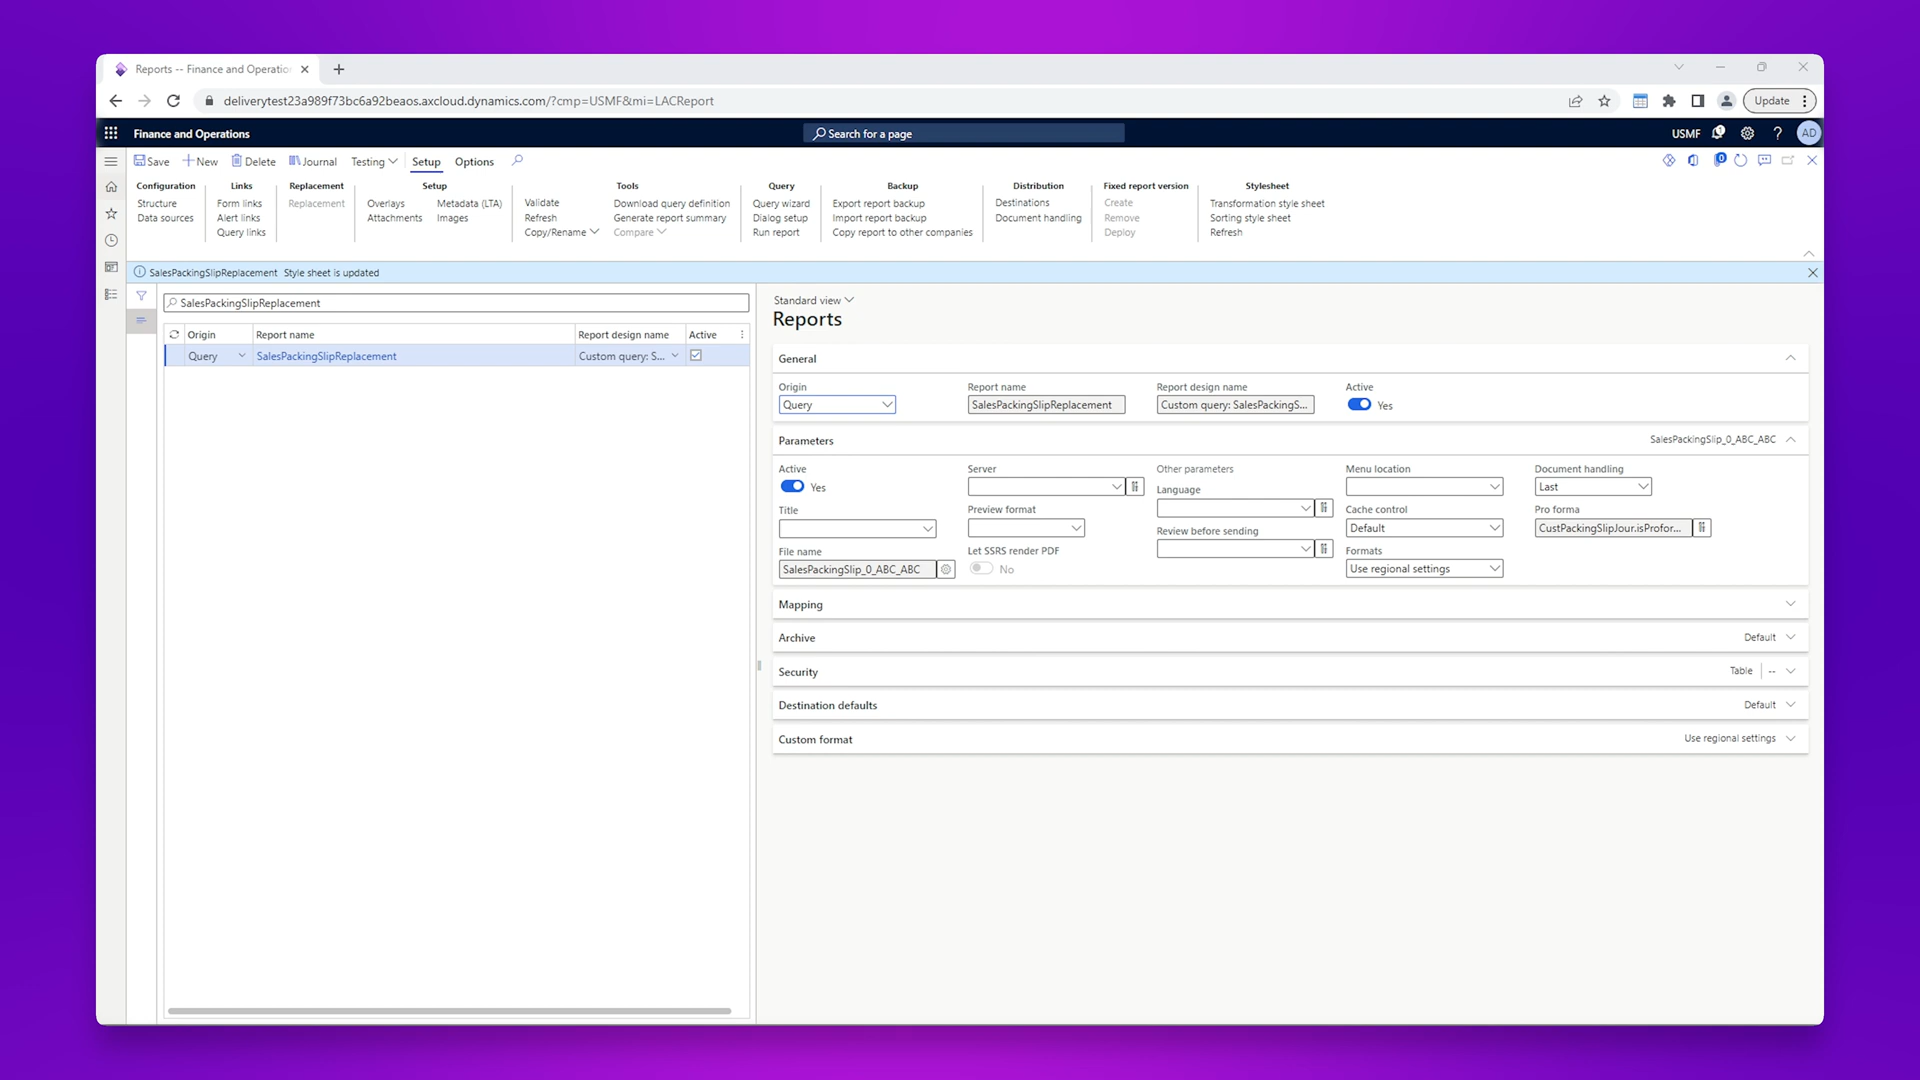 Reports -- Finance and Operation
deliverytest23a989f73bc6a92beaos.axcloud.dynamics.com/?cmp=USMF&mi=LACReport
Update
Finance and Operations
Search for a page
USMF
AD
Save New Delete Journal Testing Setup Options
Configuration
Structure
Data sources
Links
Form links
Alert links
Query links
Replacement
Replacement
Setup
Overlays Metadata (LTA)
Attachments Images
Tools
Validate Download query definition
Refresh Generate report summary
Copy/Rename Compare
Query
Query wizard
Dialog setup
Run report
Backup
Export report backup
Import report backup
Copy report to other companies
Distribution
Destinations
Document handling
Fixed report version
Create
Remove
Deploy
Stylesheet
Transformation style sheet
Sorting style sheet
Refresh
SalesPackingSlipReplacement Style sheet is updated
SalesPackingSlipReplacement
Origin Report name Report design name Active
Query SalesPackingSlipReplacement Custom query: S...
Standard view
Reports
General
Origin Report name Report design name Active
Query SalesPackingSlipReplacement Custom query: SalesPackingS... Yes
Parameters SalesPackingSlip_0_ABC_ABC
Active
Yes
Title
File name
SalesPackingSlip_0_ABC_ABC
Server
Preview format
Let SSRS render PDF
No
Other parameters
Language
Review before sending
Menu location
Cache control
Default
Formats
Use regional settings
Document handling
Last
Pro forma
CustPackingSlipJour.isProfor...
Mapping
Archive Default
Security Table --
Destination defaults Default
Custom format Use regional settings